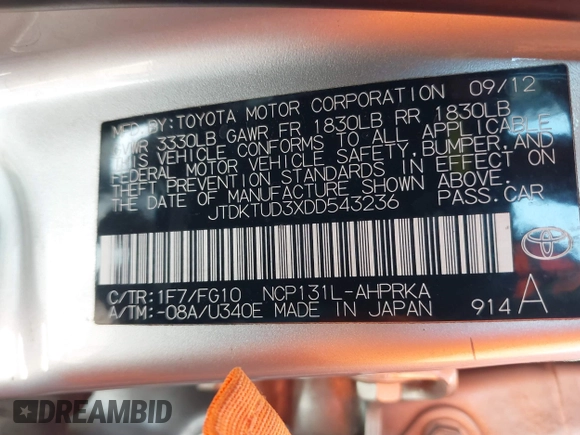 MFD.BY:TOYOTA MOTOR CORPORATION 09/12
GVWR 3330LB GAWR FR 1830LB RR 1830LB
THIS VEHICLE CONFORMS TO ALL APPLICABLE
FEDERAL MOTOR VEHICLE SAFETY, BUMPER, AND
THEFT PREVENTION STANDARDS IN EFFECT ON
THE DATE OF MANUFACTURE SHOWN ABOVE.
JTDKTUD3XDD543236 PASS.CAR
C/TR:1F7/FG10 NCP131L-AHPRKA
A/TM:-08A/U340E MADE IN JAPAN 914 A
DREAMBID